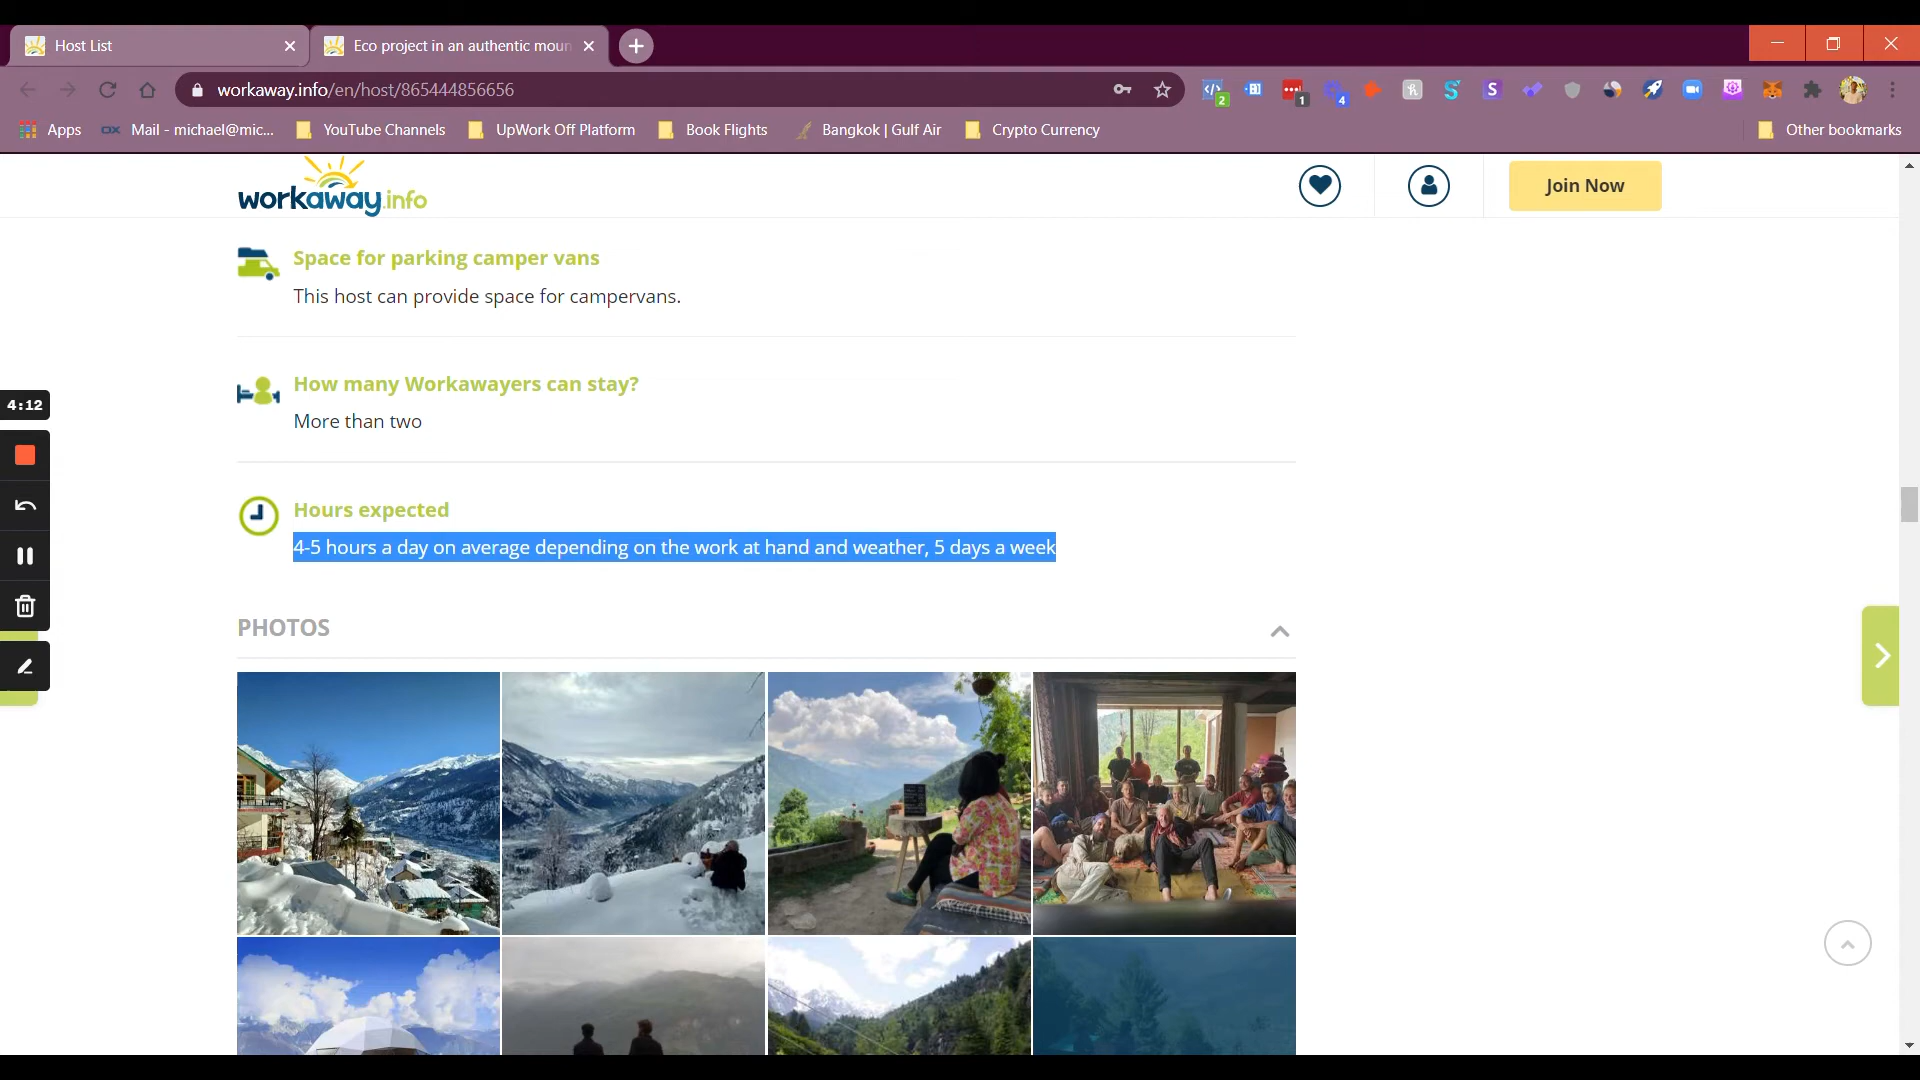 Host List
Eco project in an authentic moun
workaway.info/en/host/865444856656
2
1
4
Apps
Mail - michael@mic...
YouTube Channels
UpWork Off Platform
Book Flights
Bangkok | Gulf Air
Crypto Currency
Other bookmarks
workaway.info
Join Now
Space for parking camper vans
This host can provide space for campervans.
How many Workawayers can stay?
More than two
4:12
Hours expected
4-5 hours a day on average depending on the work at hand and weather, 5 days a week
PHOTOS